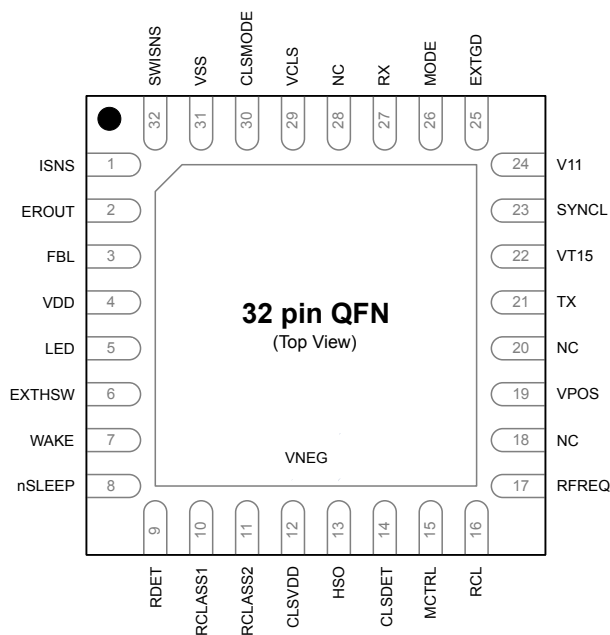 SWISNS
VSS
CLSMODE
VCLS
NC
RX
MODE
EXTGD
32
31
30
29
28
27
26
25
ISNS 1
EROUT 2
FBL 3
VDD 4
LED 5
EXTHSW 6
WAKE 7
nSLEEP 8
24 V11
23 SYNCL
22 VT15
21 TX
20 NC
19 VPOS
18 NC
17 RFREQ
32 pin QFN
(Top View)
VNEG
9
10
11
12
13
14
15
16
RDET
RCLASS1
RCLASS2
CLSVDD
HSO
CLSDET
MCTRL
RCL